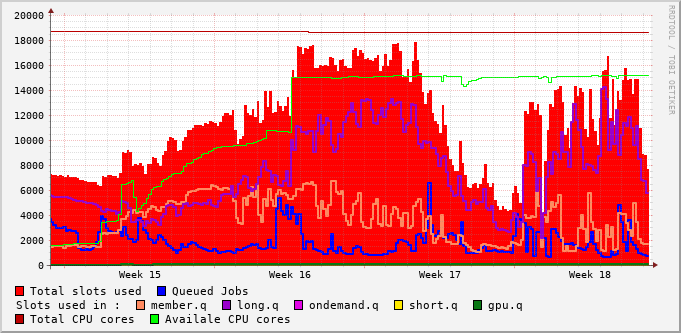 20000
18000
16000
14000
12000
10000
8000
6000
4000
2000
0
Week 15 Week 16 Week 17 Week 18
RRDTOOL / TOBI OETIKER
Total slots used Queued Jobs
Slots used in : member.q long.q ondemand.q short.q gpu.q
Total CPU cores Availale CPU cores